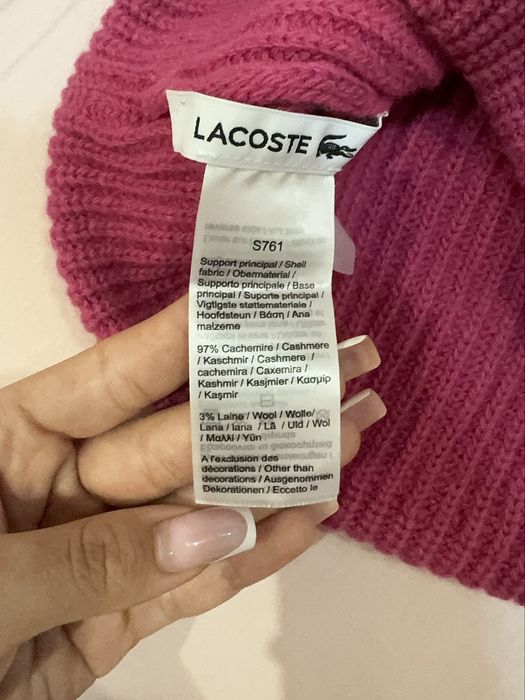 LACOSTE
S761
Support principal / Shell
fabric / Obermaterial /
Supporto principale / Base
principal / Suporte principal /
Vigtigste støttemateriale /
Hoofdsteun / Βάση / Ana
malzeme
97% Cachemire / Cashmere
/ Kaschmir / Cashmere /
cachemira / Caxemira /
Kashmir / Kasjmier / Κασμίρ
/ Kaşmir
3% Laine / Wool / Wolle/
Lana / lana / Lã / Uld / Wol
/ Μαλλί / Yün
A l'exclusion des
décorations / Other than
decorations / Ausgenommen
Dekorationen / Eccetto le